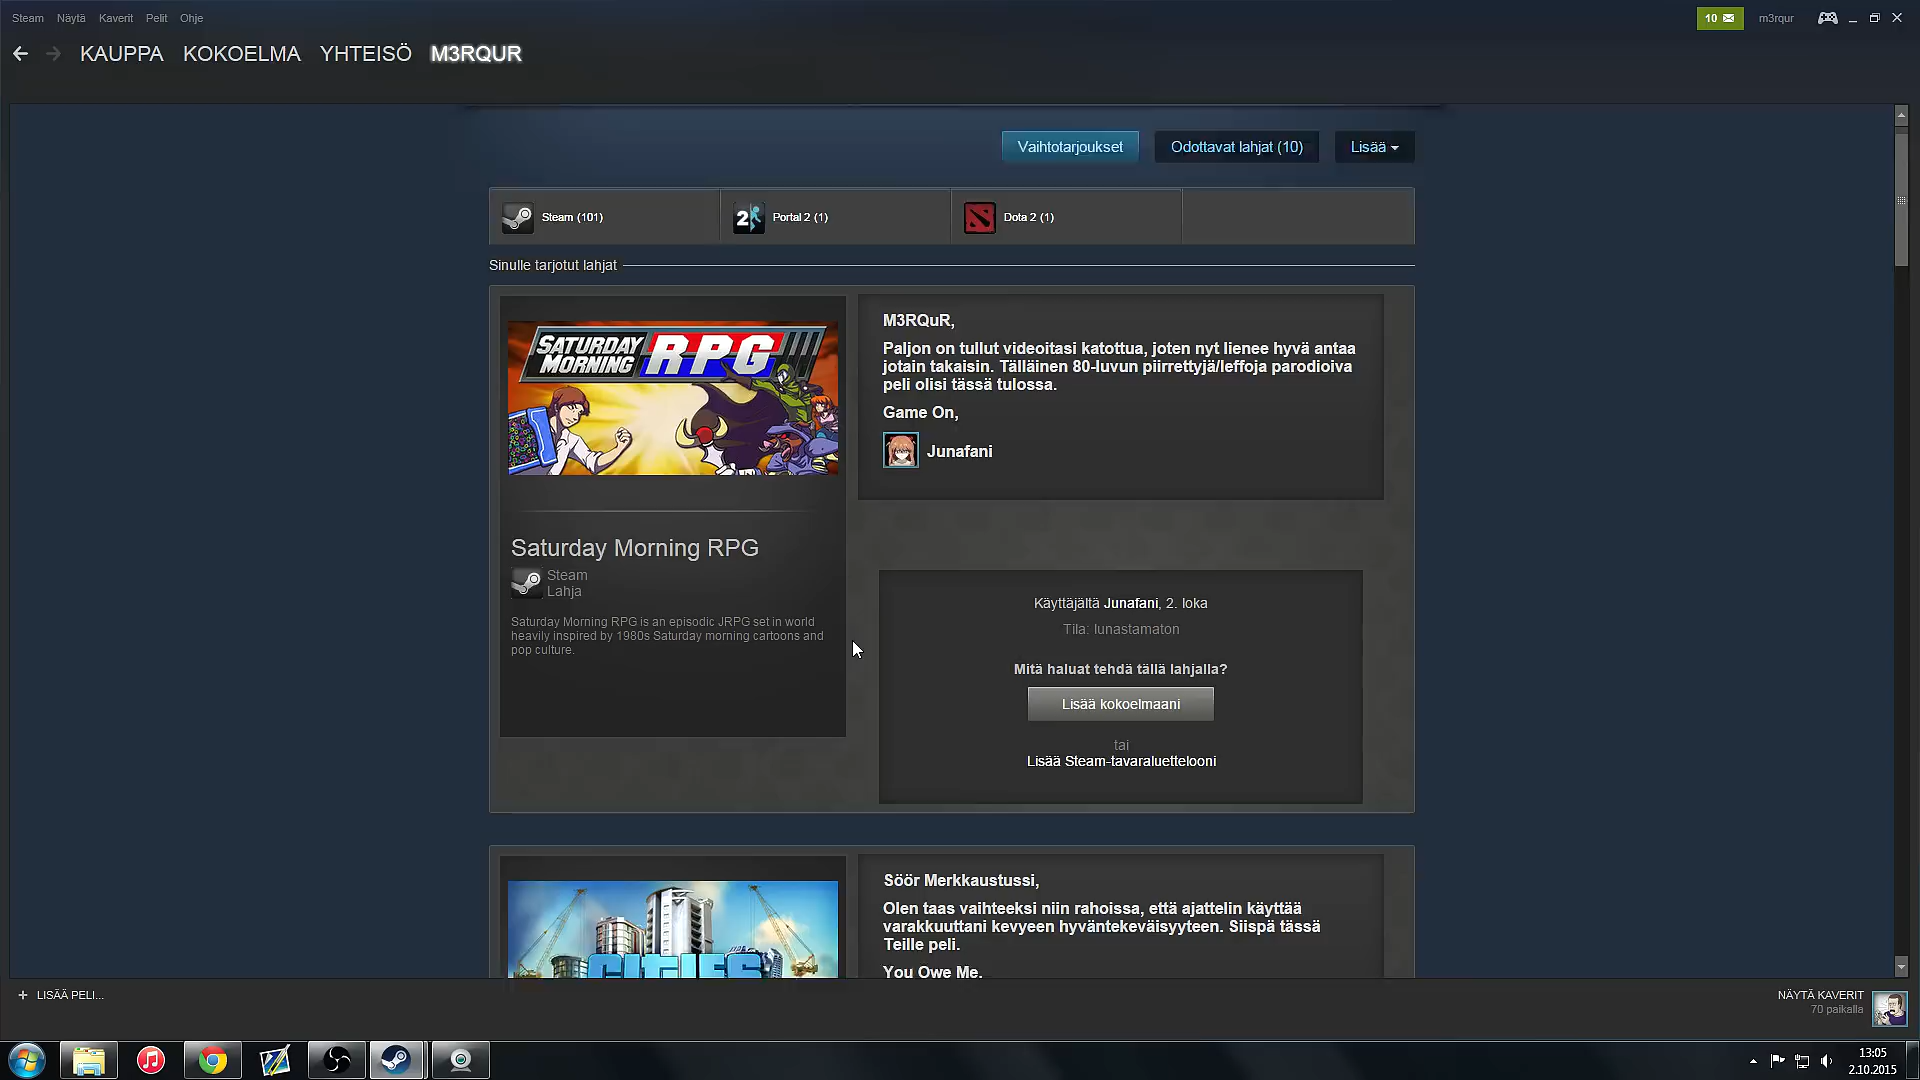 Steam Näytä Kaverit Pelit Ohje
10 m3rqur
KAUPPA KOKOELMA YHTEISÖ M3RQUR
Vaihtotarjoukset Odottavat lahjat (10) Lisää
Steam (101) Portal 2 (1) Dota 2 (1)
Sinulle tarjotut lahjat
SATURDAY
MORNING RPG
M3RQuR,
Paljon on tullut videoitasi katottua, joten nyt lienee hyvä antaa
jotain takaisin. Tälläinen 80-luvun piirrettyjä/leffoja parodioiva
peli olisi tässä tulossa.
Game On,
Junafani
Saturday Morning RPG
Steam
Lahja
Saturday Morning RPG is an episodic JRPG set in world
heavily inspired by 1980s Saturday morning cartoons and
pop culture.
Käyttäjältä Junafani, 2. loka
Tila: lunastamaton
Mitä haluat tehdä tällä lahjalla?
Lisää kokoelmaani
tai
Lisää Steam-tavaraluettelooni
CITIES
Söör Merkkaustussi,
Olen taas vaihteeksi niin rahoissa, että ajattelin käyttää
varakkuuttani kevyeen hyväntekeväisyyteen. Siispä tässä
Teille peli.
You Owe Me,
+ LISÄÄ PELI...
NÄYTÄ KAVERIT
70 paikalla
13:05
2.10.2015